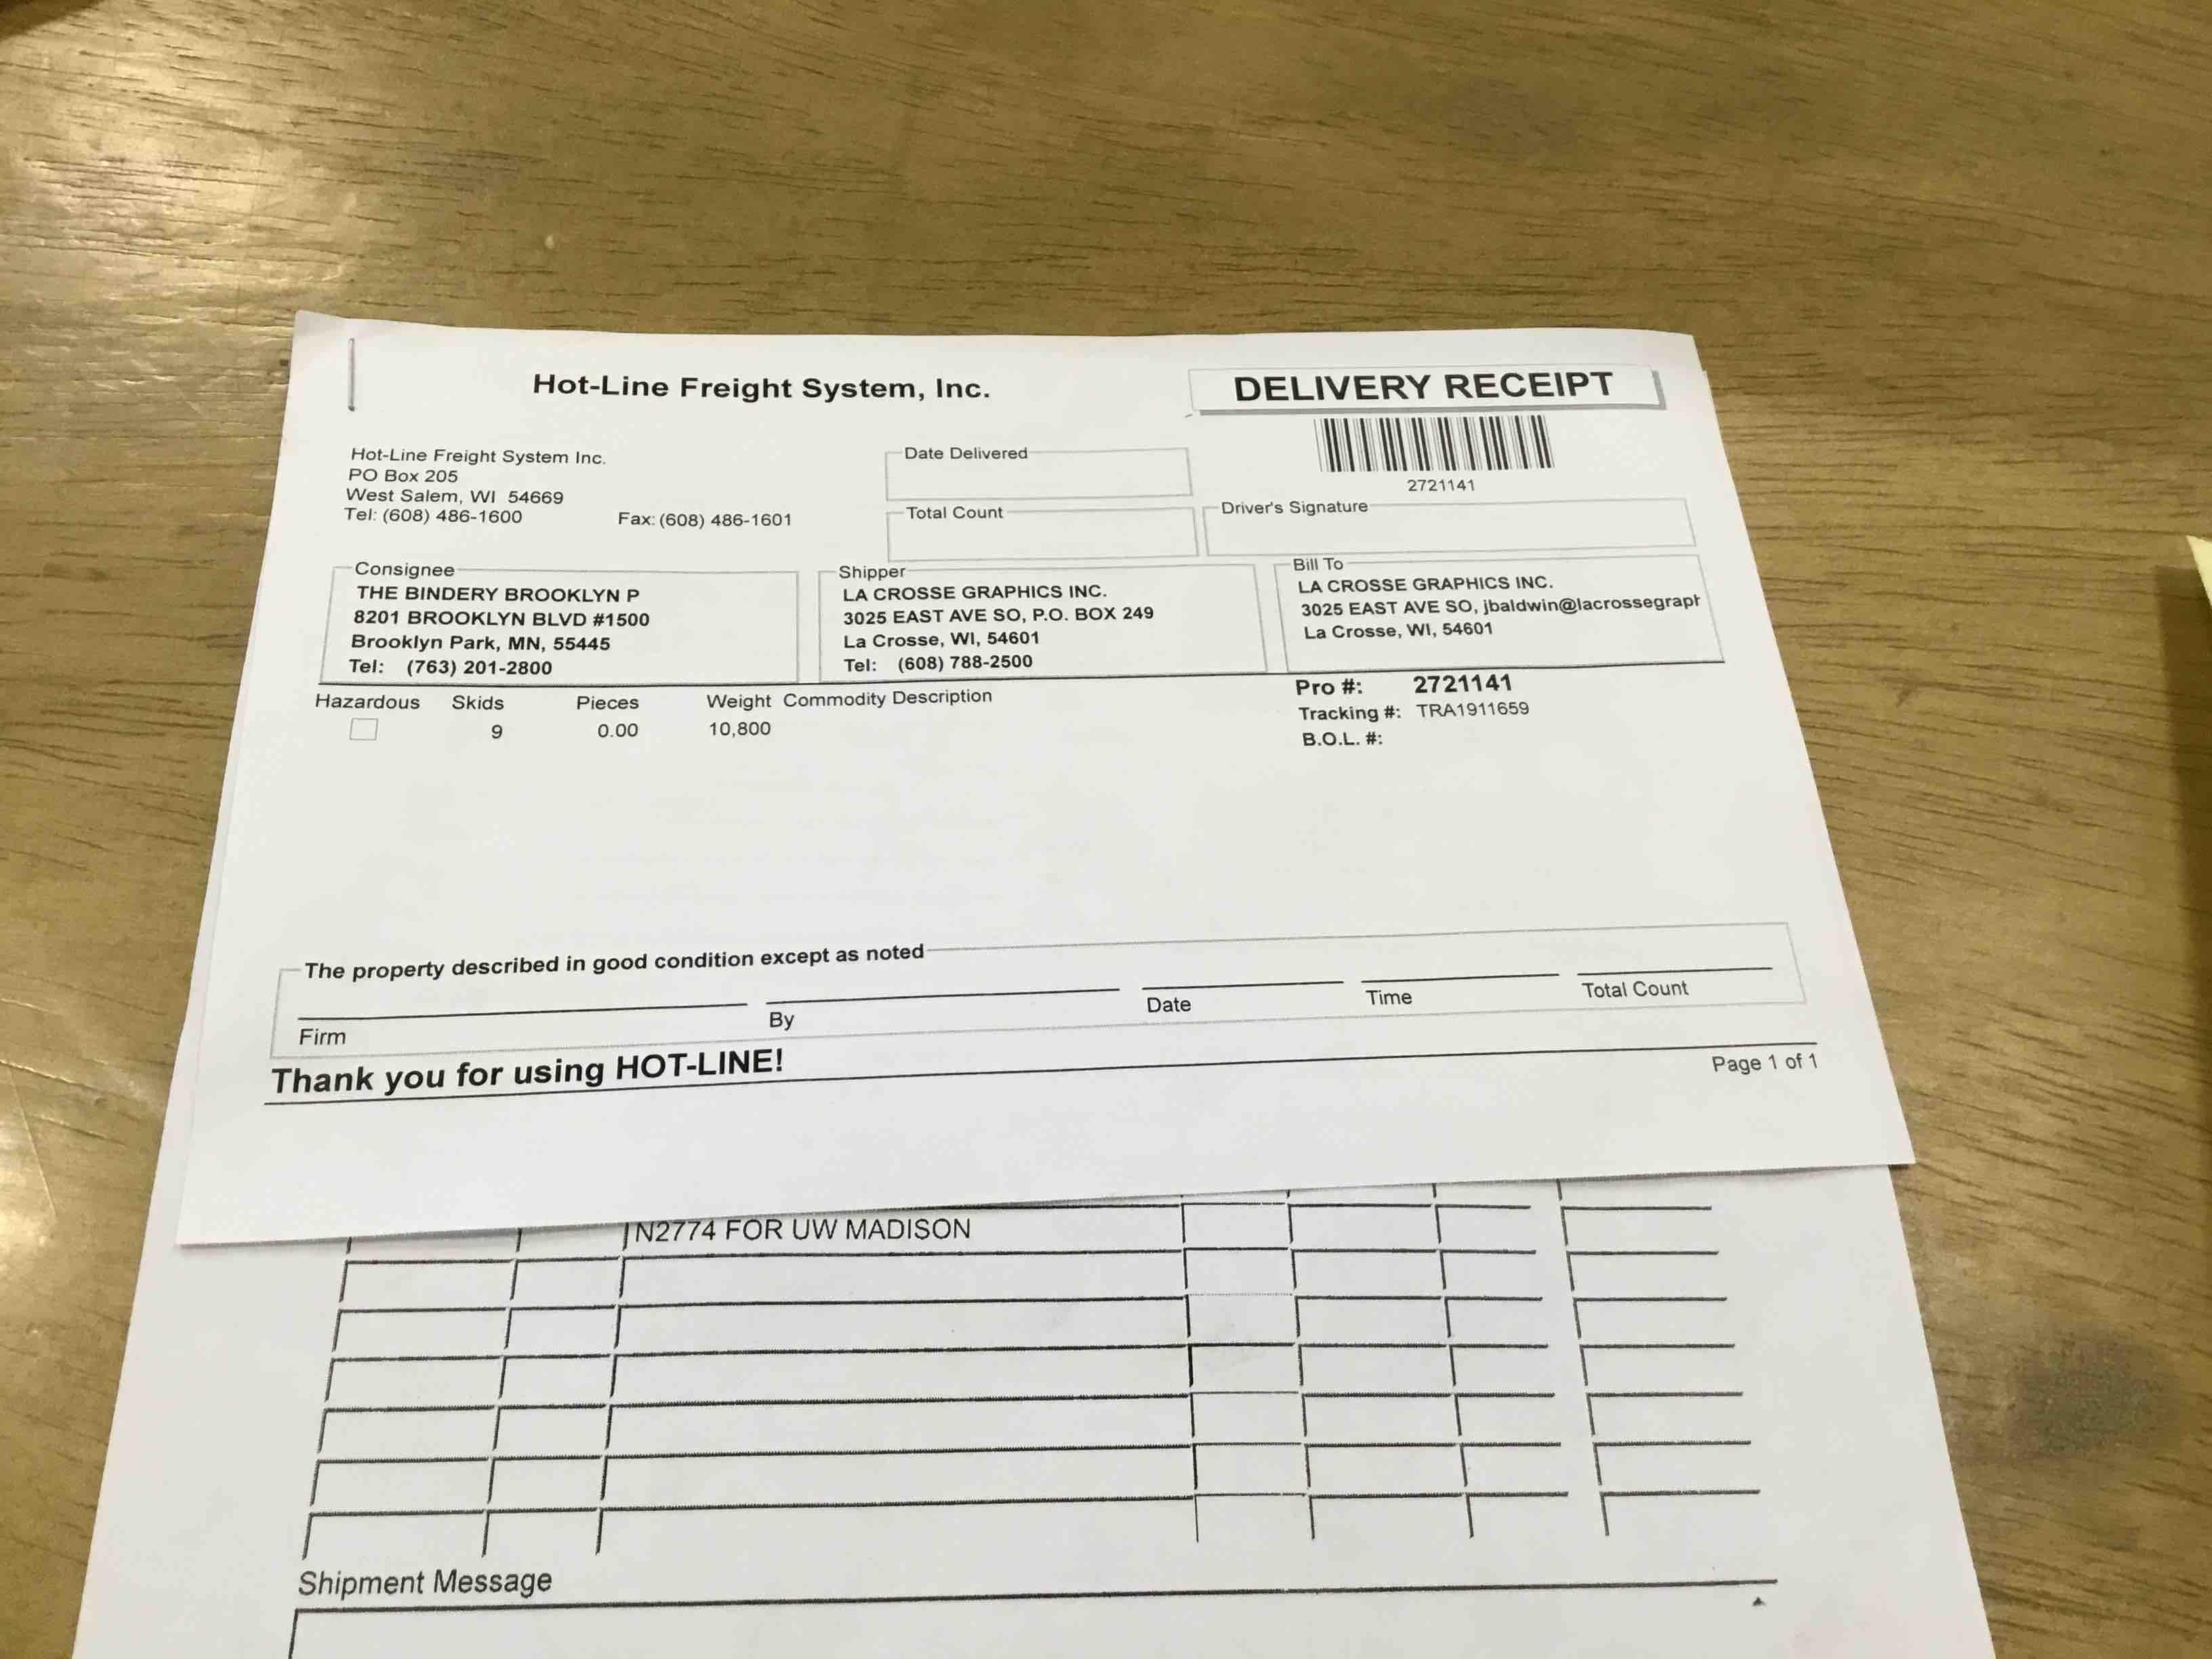 Hot-Line Freight System, Inc.
DELIVERY RECEIPT
2721141
Hot-Line Freight System Inc.
PO Box 205
West Salem, WI 54669
Tel: (608) 486-1600 Fax: (608) 486-1601
Date Delivered
Total Count
Driver's Signature
Consignee
THE BINDERY BROOKLYN P
8201 BROOKLYN BLVD #1500
Brooklyn Park, MN, 55445
Tel: (763) 201-2800
Shipper
LA CROSSE GRAPHICS INC.
3025 EAST AVE SO, P.O. BOX 249
La Crosse, WI, 54601
Tel: (608) 788-2500
Bill To
LA CROSSE GRAPHICS INC.
3025 EAST AVE SO, jbaldwin@lacrossegraph
La Crosse, WI, 54601
Hazardous Skids Pieces Weight Commodity Description
9 0.00 10,800
Pro #: 2721141
Tracking #: TRA1911659
B.O.L. #:
The property described in good condition except as noted
Firm By Date Time Total Count
Thank you for using HOT-LINE!
Page 1 of 1
N2774 FOR UW MADISON
Shipment Message